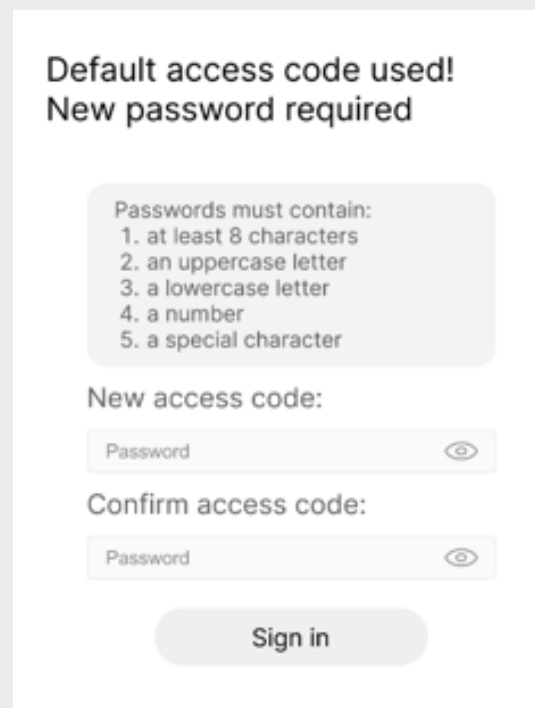 Default access code used!
New password required
Passwords must contain:
1. at least 8 characters
2. an uppercase letter
3. a lowercase letter
4. a number
5. a special character
New access code:
Password
Confirm access code:
Password
Sign in